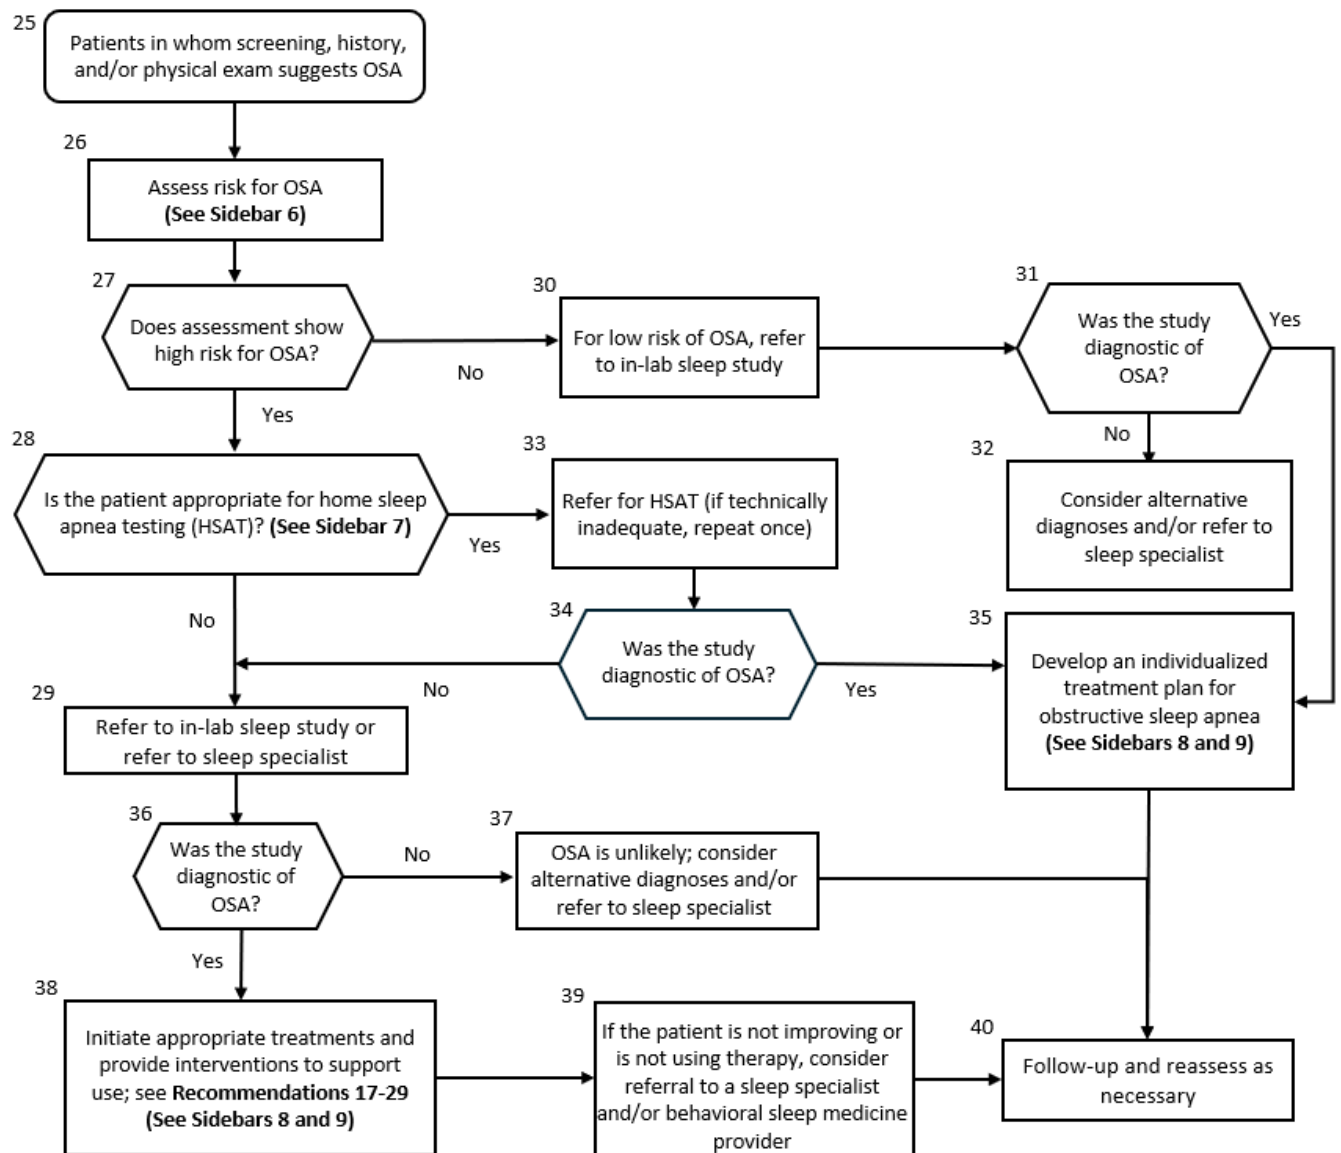 25
Patients in whom screening, history,
and/or physical exam suggests OSA
26
Assess risk for OSA
(See Sidebar 6)
27
Does assessment show
high risk for OSA?
No
Yes
30
For low risk of OSA, refer
to in-lab sleep study
31
Was the study
diagnostic of
OSA?
Yes
No
32
Consider alternative
diagnoses and/or refer to
sleep specialist
28
Is the patient appropriate for home sleep
apnea testing (HSAT)? (See Sidebar 7)
Yes
No
33
Refer for HSAT (if technically
inadequate, repeat once)
34
Was the study
diagnostic of OSA?
No
Yes
35
Develop an individualized
treatment plan for
obstructive sleep apnea
(See Sidebars 8 and 9)
29
Refer to in-lab sleep study or
refer to sleep specialist
36
Was the study
diagnostic of
OSA?
No
Yes
37
OSA is unlikely; consider
alternative diagnoses and/or
refer to sleep specialist
38
Initiate appropriate treatments and
provide interventions to support
use; see Recommendations 17-29
(See Sidebars 8 and 9)
39
If the patient is not improving or
is not using therapy, consider
referral to a sleep specialist
and/or behavioral sleep medicine
provider
40
Follow-up and reassess as
necessary